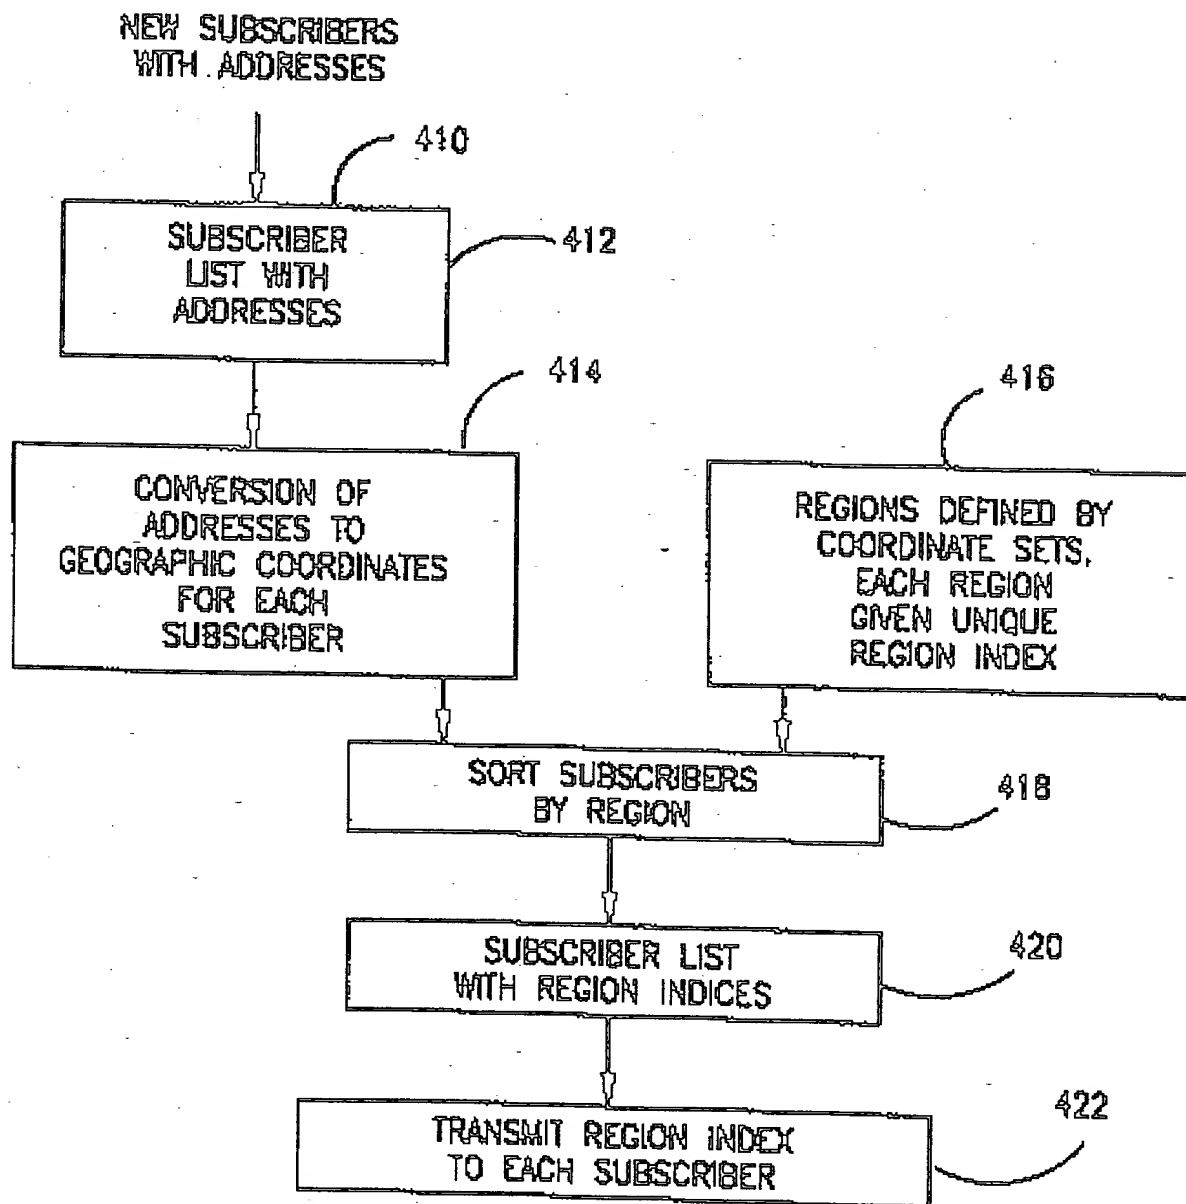 NEW SUBSCRIBERS
WITH ADDRESSES
410
SUBSCRIBER
LIST WITH
ADDRESSES
412
414
CONVERSION OF
ADDRESSES TO
GEOGRAPHIC COORDINATES
FOR EACH
SUBSCRIBER
416
REGIONS DEFINED BY
COORDINATE SETS,
EACH REGION
GIVEN UNIQUE
REGION INDEX
SORT SUBSCRIBERS
BY REGION
418
SUBSCRIBER LIST
WITH REGION INDICES
420
TRANSMIT REGION INDEX
TO EACH SUBSCRIBER
422